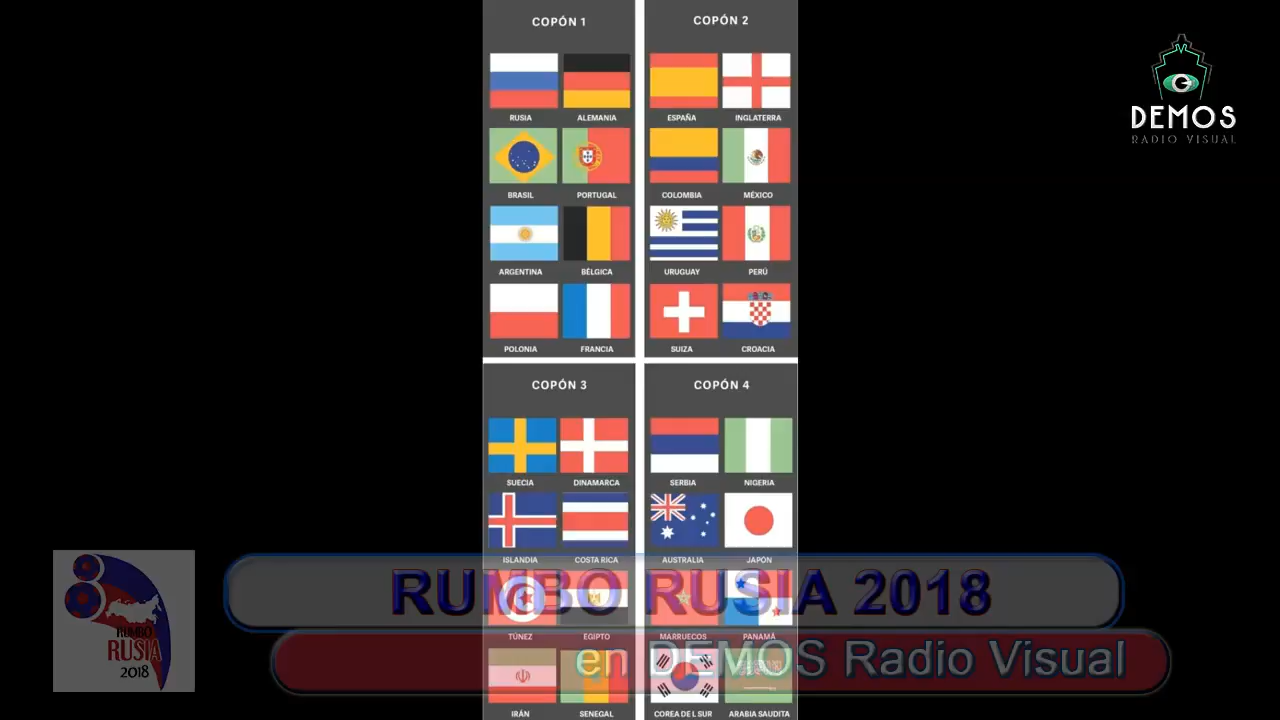 COPÓN 1
RUSIA ALEMANIA
BRASIL PORTUGAL
ARGENTINA BÉLGICA
POLONIA FRANCIA
COPÓN 2
ESPAÑA INGLATERRA
COLOMBIA MÉXICO
URUGUAY PERÚ
SUIZA CROACIA
COPÓN 3
SUECIA DINAMARCA
ISLANDIA COSTA RICA
TÚNEZ EGIPTO
IRÁN SENEGAL
COPÓN 4
SERBIA NIGERIA
AUSTRALIA JAPÓN
MARRUECOS PANAMÁ
COREA DE L SUR ARABIA SAUDITA
DEMOS
RADIO VISUAL
RUMBO
RUSIA
2018
RUMBO RUSIA 2018
en DEMOS Radio Visual